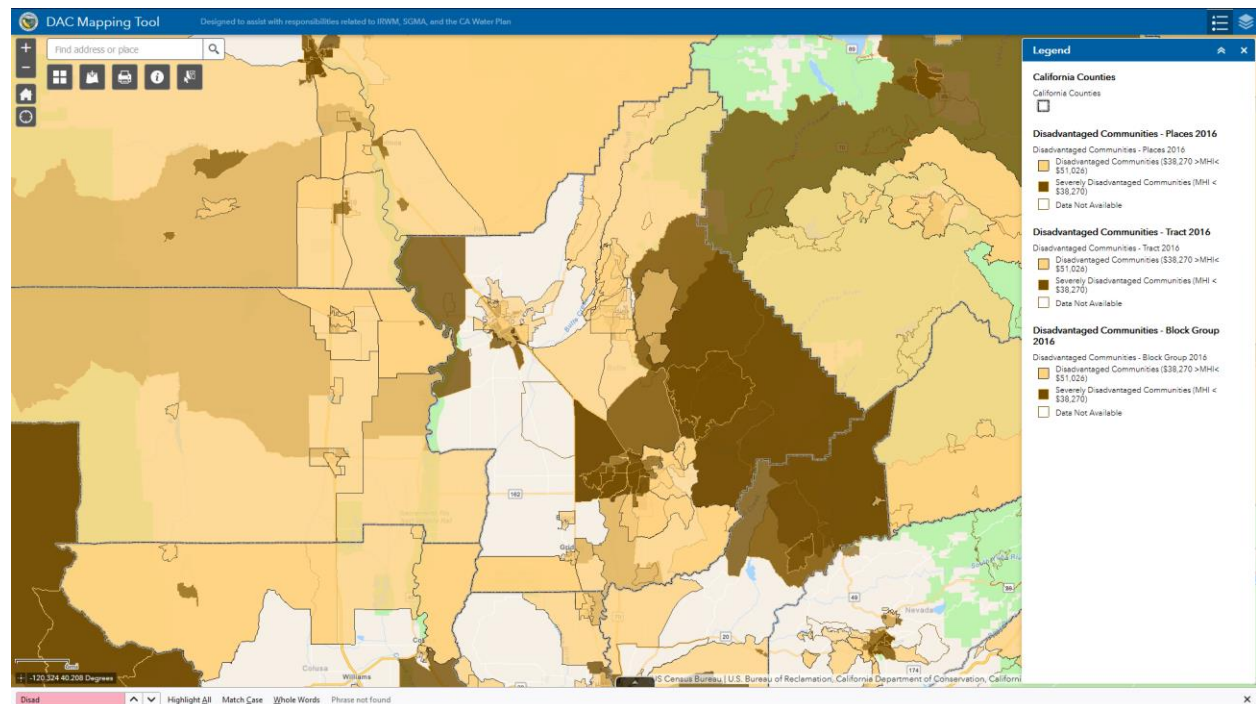 DAC Mapping Tool
Designed to assist with responsibilities related to IRWM, SGMA, and the CA Water Plan
Find address or place
Legend
California Counties
California Counties
Disadvantaged Communities - Places 2016
Disadvantaged Communities - Places 2016
Disadvantaged Communities ($38,270 >MHI<
$51,026)
Severely Disadvantaged Communities (MHI <
$38,270)
Data Not Available
Disadvantaged Communities - Tract 2016
Disadvantaged Communities - Tract 2016
Disadvantaged Communities ($38,270 >MHI<
$51,026)
Severely Disadvantaged Communities (MHI <
$38,270)
Data Not Available
Disadvantaged Communities - Block Group
2016
Disadvantaged Communities - Block Group 2016
Disadvantaged Communities ($38,270 >MHI<
$51,026)
Severely Disadvantaged Communities (MHI <
$38,270)
Data Not Available
89
162
49
Nevada
20
174
Colusa
Williams
6mi
-120.324 40.208 Degrees
US Census Bureau | U.S. Bureau of Reclamation, California Department of Conservation, Californi
Disad
Highlight All
Match Case
Whole Words
Phrase not found